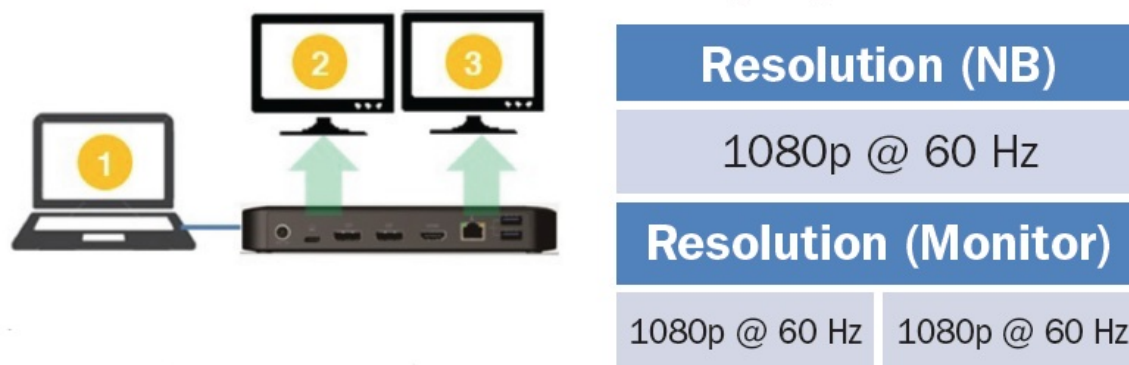 1
2
3
Resolution (NB)
1080p @ 60 Hz
Resolution (Monitor)
1080p @ 60 Hz
1080p @ 60 Hz